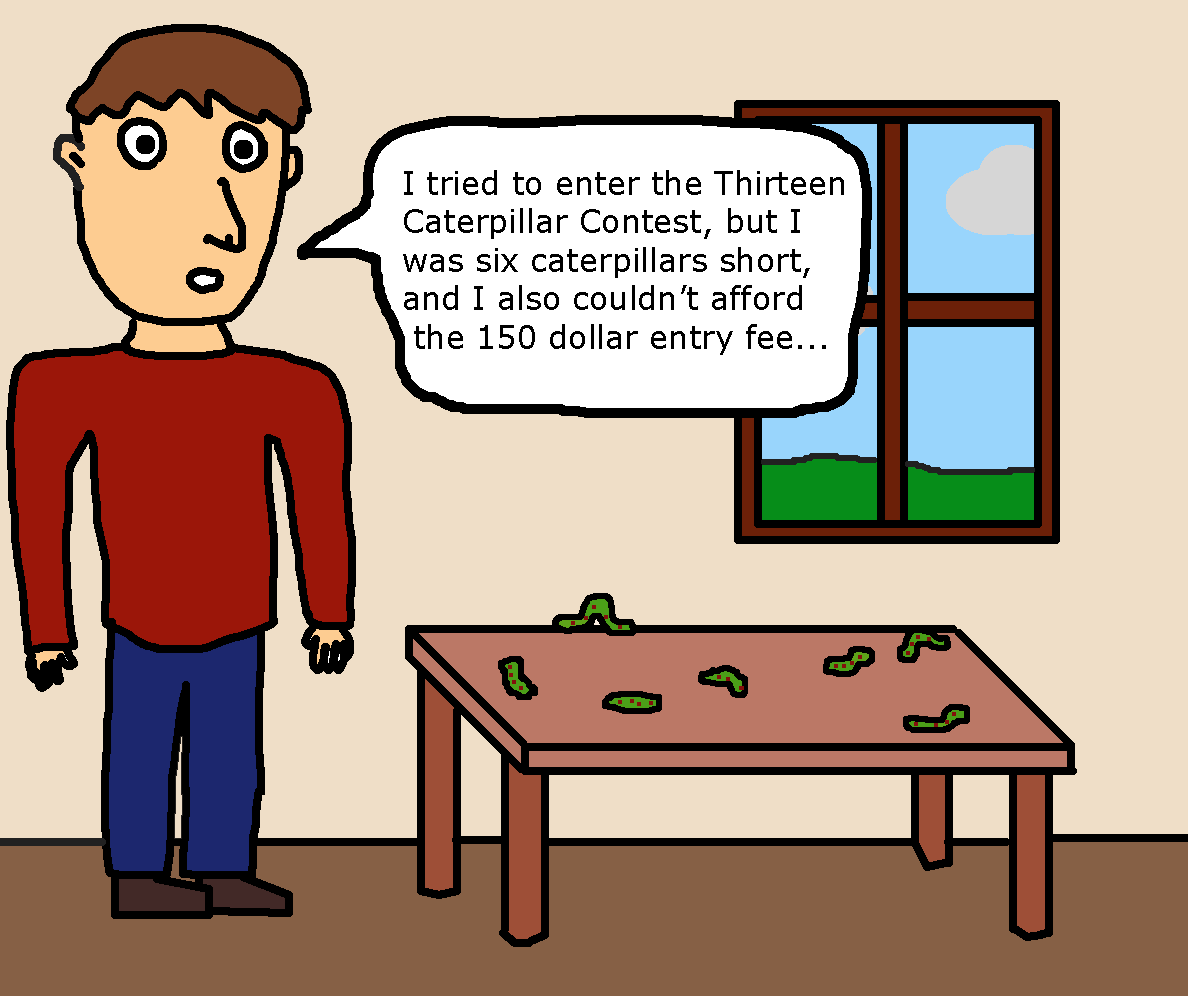 I tried to enter the Thirteen
Caterpillar Contest, but I
was six caterpillars short,
and I also couldn’t afford
the 150 dollar entry fee...